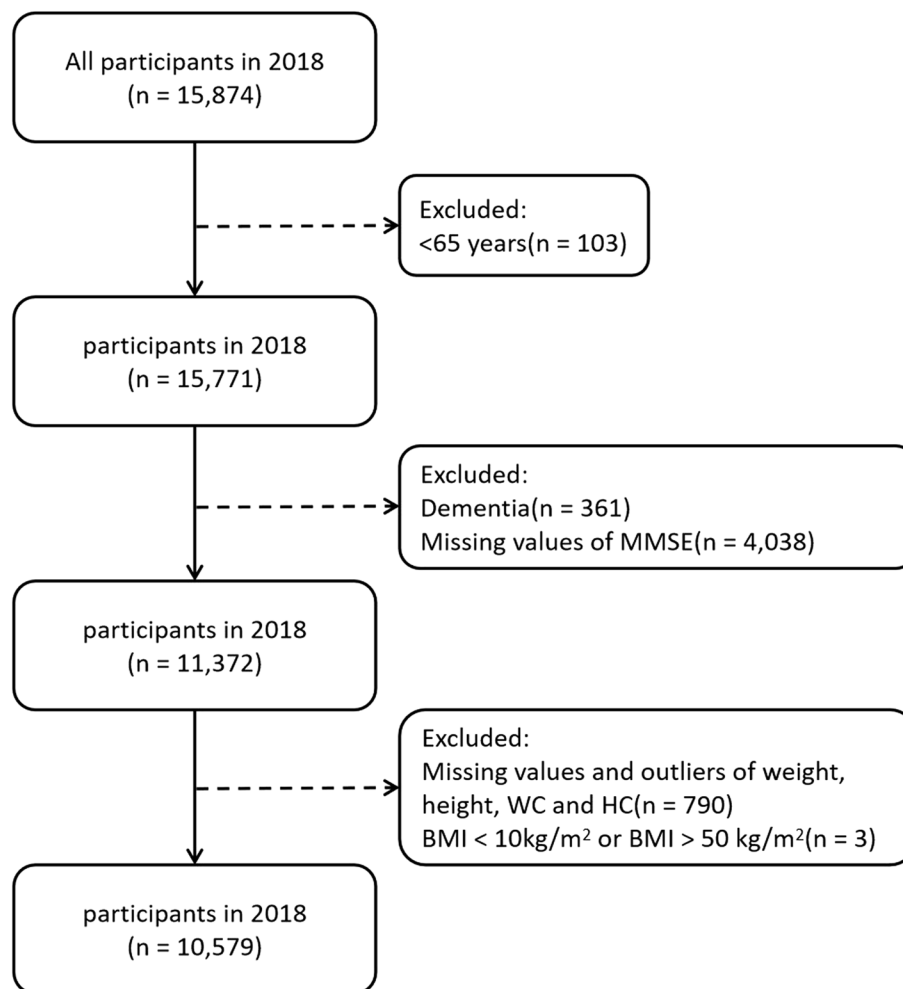 All participants in 2018
(n = 15,874)
Excluded:
<65 years(n = 103)
participants in 2018
(n = 15,771)
Excluded:
Dementia(n = 361)
Missing values of MMSE(n = 4,038)
participants in 2018
(n = 11,372)
Excluded:
Missing values and outliers of weight,
height, WC and HC(n = 790)
BMI < 10kg/m² or BMI > 50 kg/m²(n = 3)
participants in 2018
(n = 10,579)